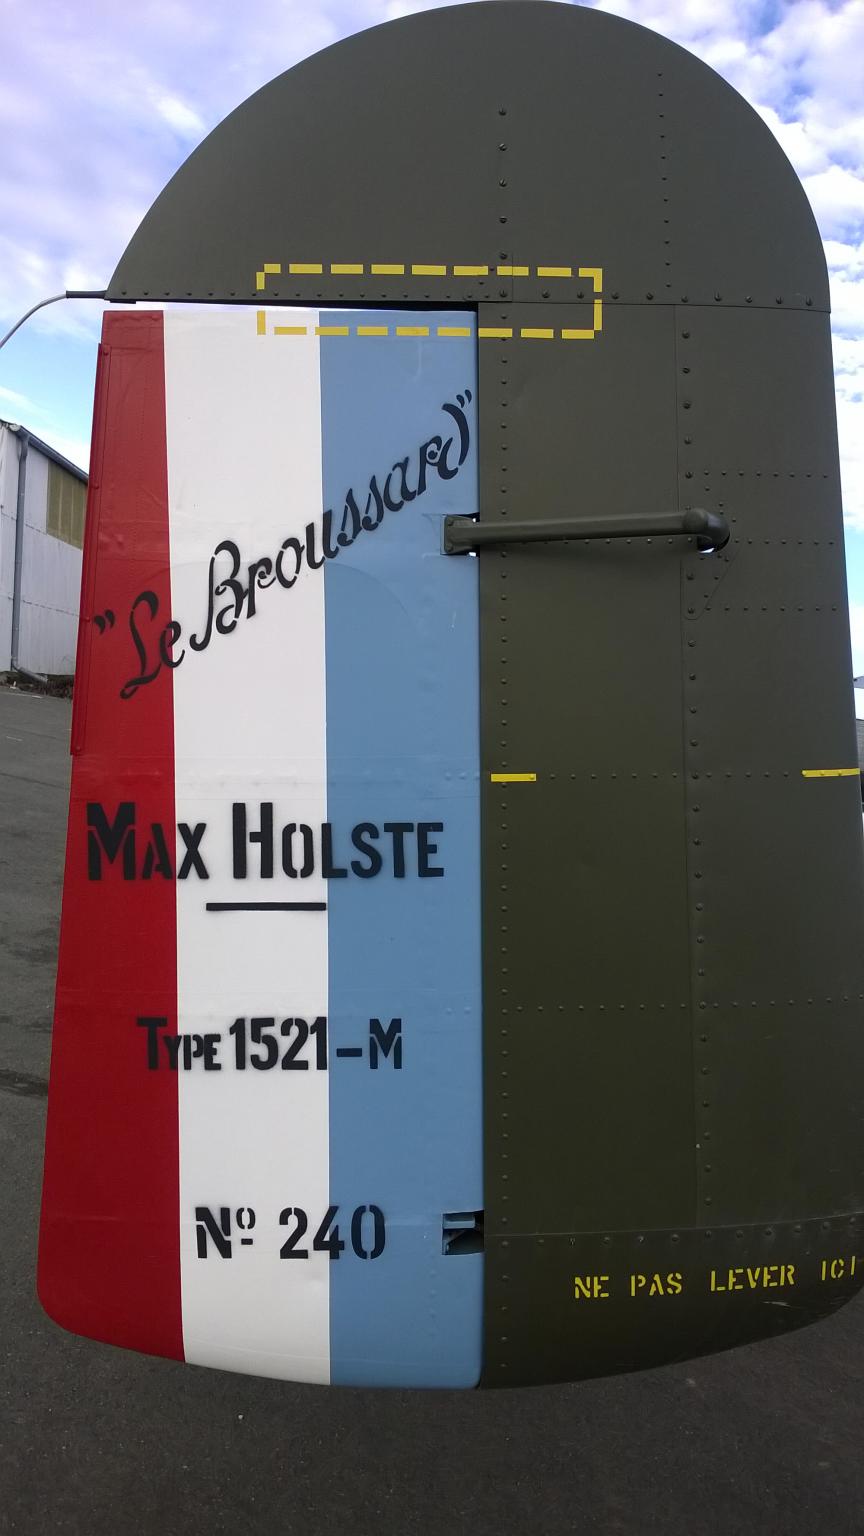 "Le Broussard"
MAX HOLSTE
TYPE 1521-M
Nº 240
NE PAS LEVER ICI